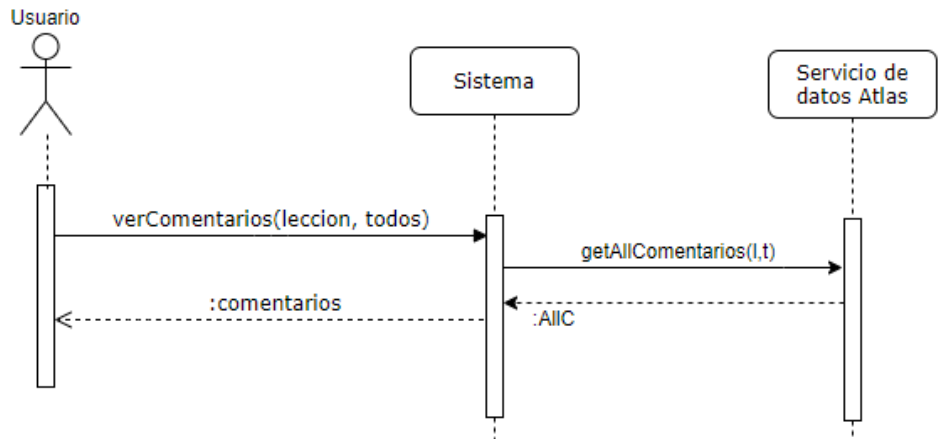 Usuario
Sistema
Servicio de
datos Atlas
verComentarios(leccion, todos)
getAllComentarios(l,t)
:comentarios
:AllC